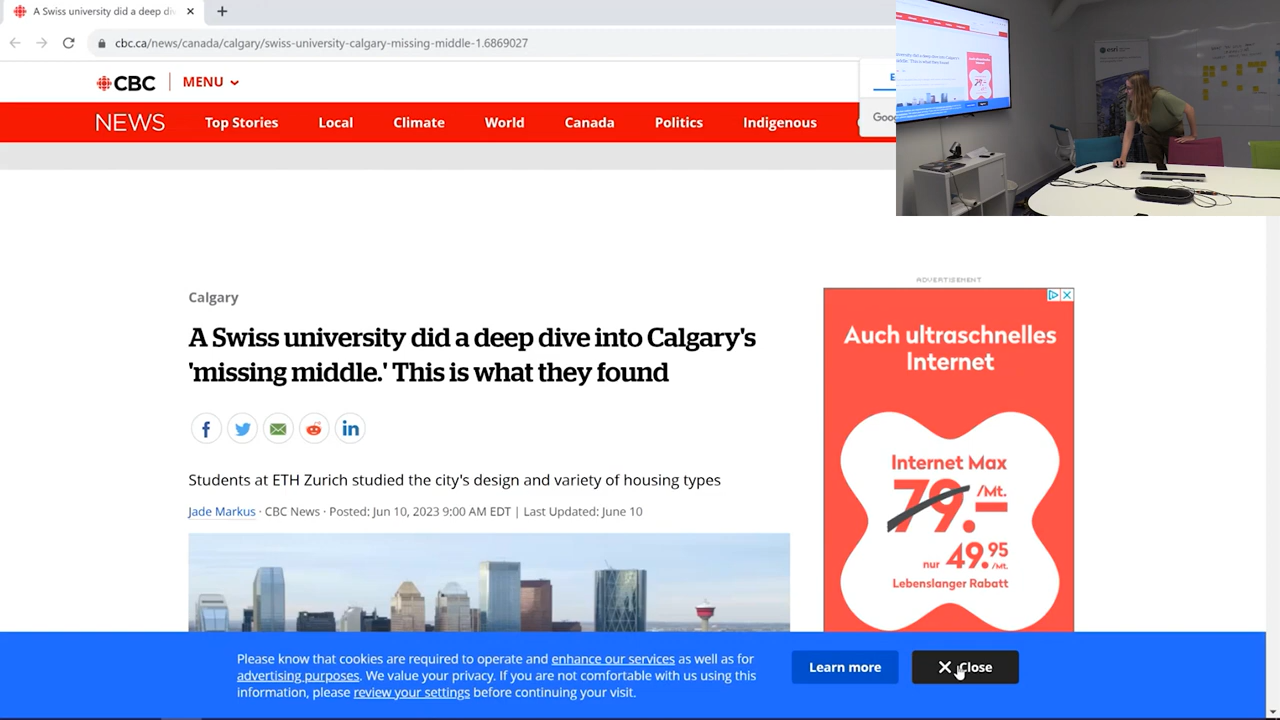 A Swiss university did a deep div
cbc.ca/news/canada/calgary/swiss-university-calgary-missing-middle-1.6869027
CBC
MENU
NEWS
Top Stories
Local
Climate
World
Canada
Politics
Indigenous
Goog
esri
Calgary
A Swiss university did a deep dive into Calgary's
'missing middle.' This is what they found
Students at ETH Zurich studied the city's design and variety of housing types
Jade Markus · CBC News · Posted: Jun 10, 2023 9:00 AM EDT | Last Updated: June 10
ADVERTISEMENT
Auch ultraschnelles
Internet
Internet Max
79.– /Mt.
nur 49.95 /Mt.
Lebenslanger Rabatt
Please know that cookies are required to operate and enhance our services as well as for
advertising purposes. We value your privacy. If you are not comfortable with us using this
information, please review your settings before continuing your visit.
Learn more
Close